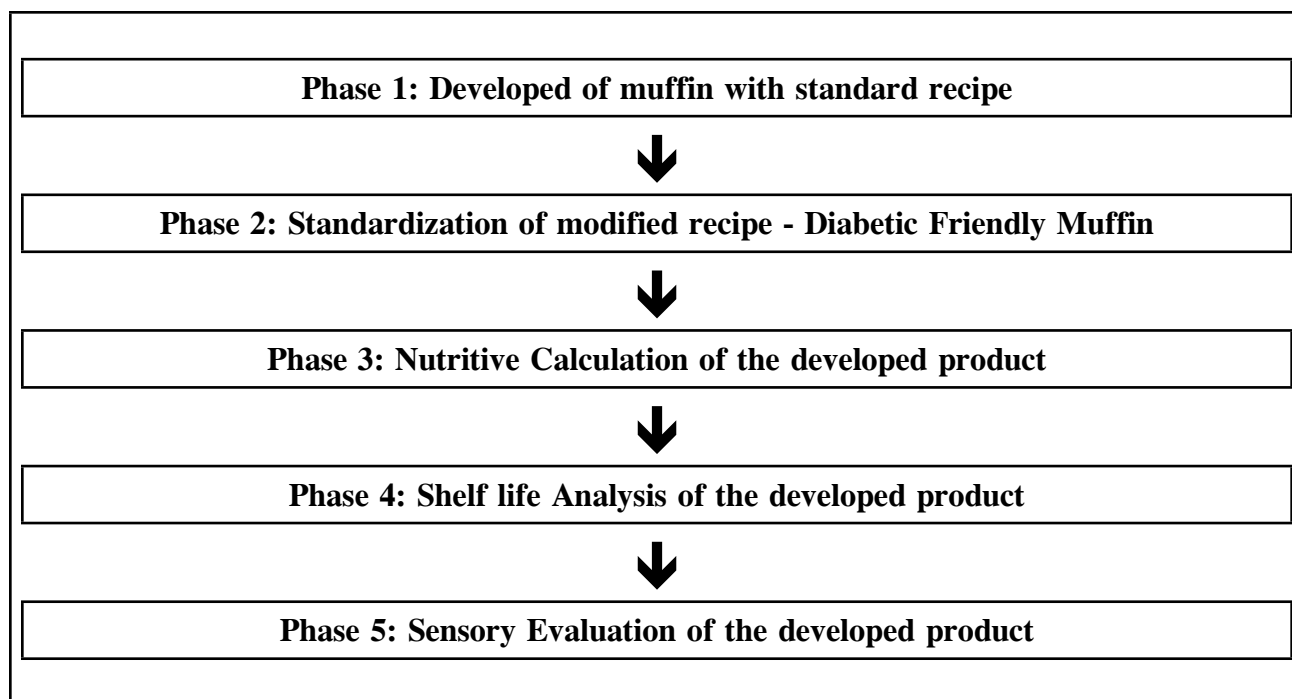 Phase 1: Developed of muffin with standard recipe
Phase 2: Standardization of modified recipe - Diabetic Friendly Muffin
Phase 3: Nutritive Calculation of the developed product
Phase 4: Shelf life Analysis of the developed product
Phase 5: Sensory Evaluation of the developed product